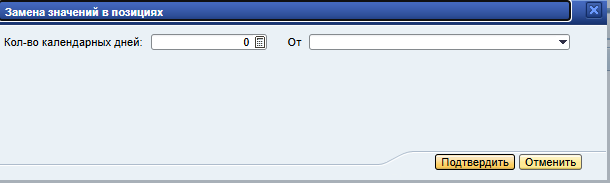 Замена значений в позициях
Кол-во календарных дней: 0 От
Подтвердить Отменить